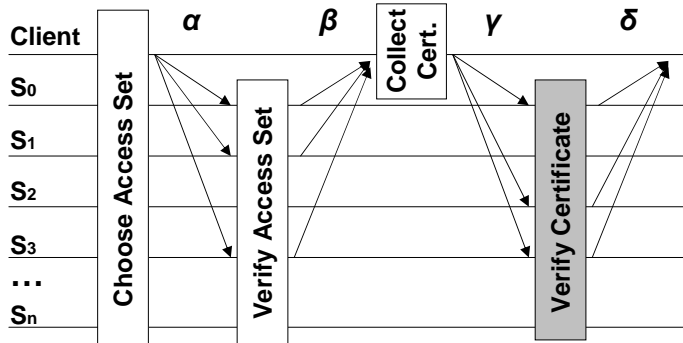 α β γ δ
Client
Collect Cert.
S0
S1
S2
S3
...
Sn
Choose Access Set
Verify Access Set
Verify Certificate